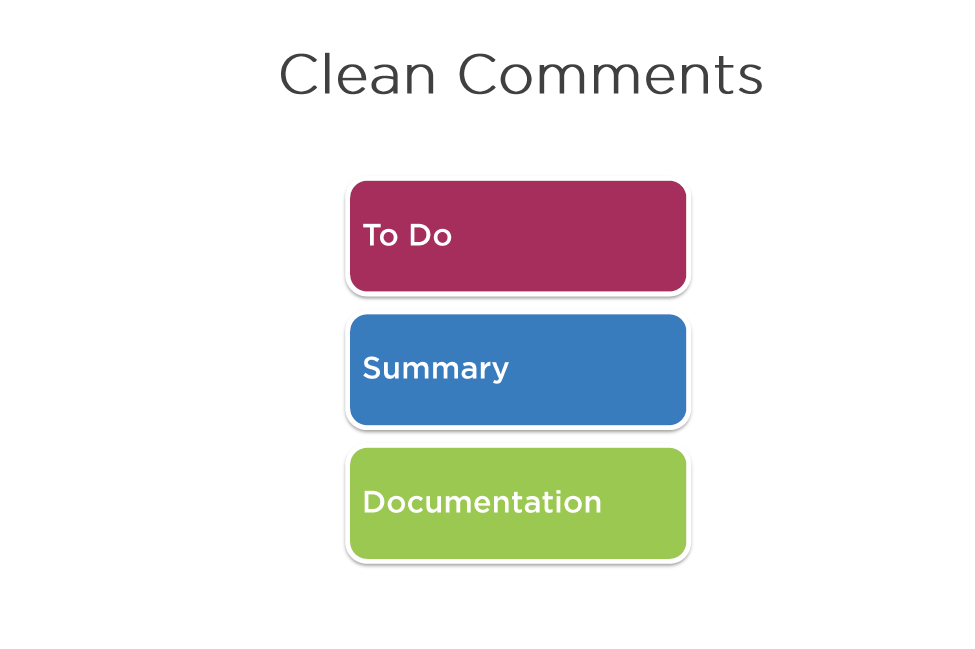 Clean Comments
To Do
Summary
Documentation